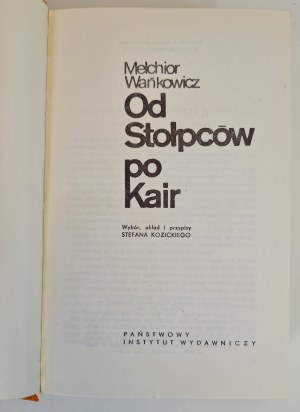 Melchior
Wańkowicz
Od
Stołpców
po
Kair
Wybór, układ i przypisy
STEFANA KOZICKIEGO
PAŃSTWOWY
INSTYTUT WYDAWNICZY